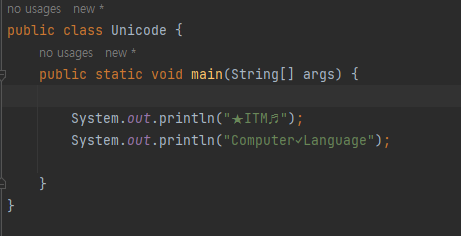 no usages   new *
public class Unicode {
    no usages   new *
    public static void main(String[] args) {
        System.out.println("★ITM♬");
        System.out.println("Computer✓Language");
    }
}